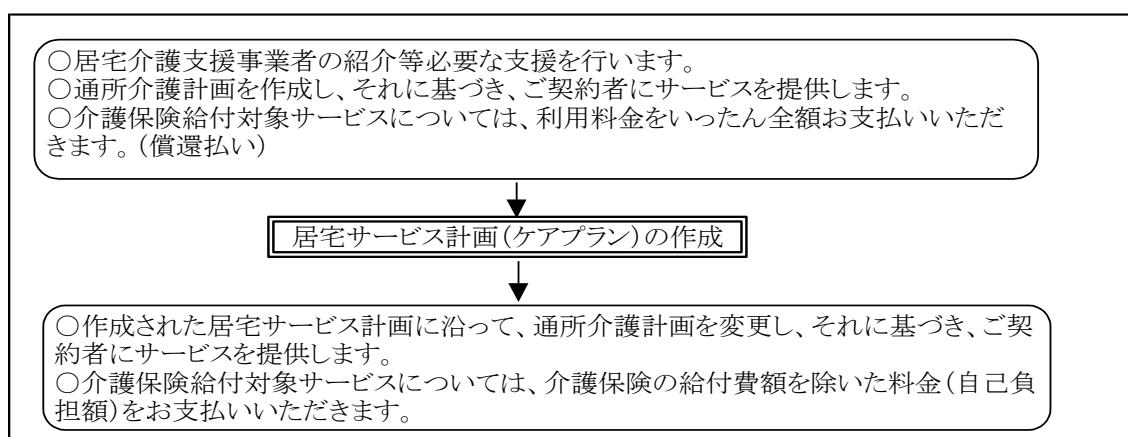 ○居宅介護支援事業者の紹介等必要な支援を行います。
○通所介護計画を作成し、それに基づき、ご契約者にサービスを提供します。
○介護保険給付対象サービスについては、利用料金をいったん全額お支払いいただ
きます。（償還払い）
居宅サービス計画（ケアプラン）の作成
○作成された居宅サービス計画に沿って、通所介護計画を変更し、それに基づき、ご契
約者にサービスを提供します。
○介護保険給付対象サービスについては、介護保険の給付費額を除いた料金（自己負
担額）をお支払いいただきます。